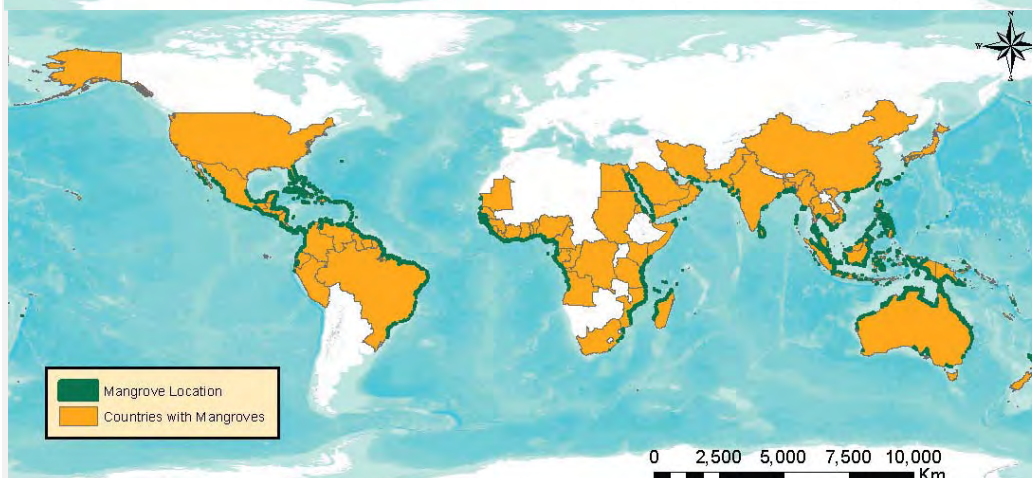 N
W
S
Mangrove Location
Countries with Mangroves
0 2,500 5,000 7,500 10,000
Km